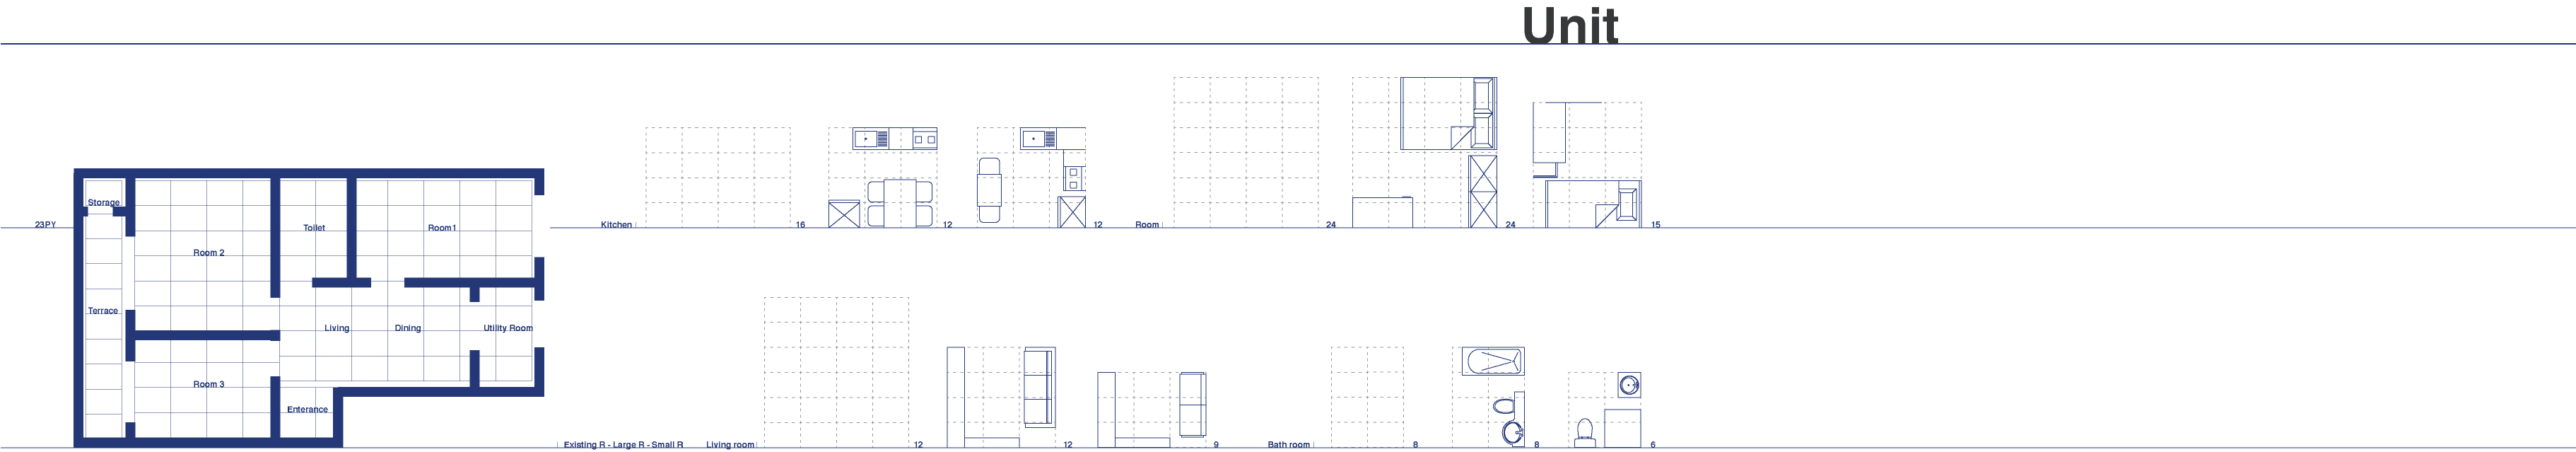 Unit
Storage
23PY
Toilet
Room1
Kitchen
16
12
12
Room
24
24
15
Room 2
Terrace
Living
Dining
Utility Room
Room 3
Enterance
Existing R - Large R - Small R
Living room
12
12
9
Bath room
8
8
6